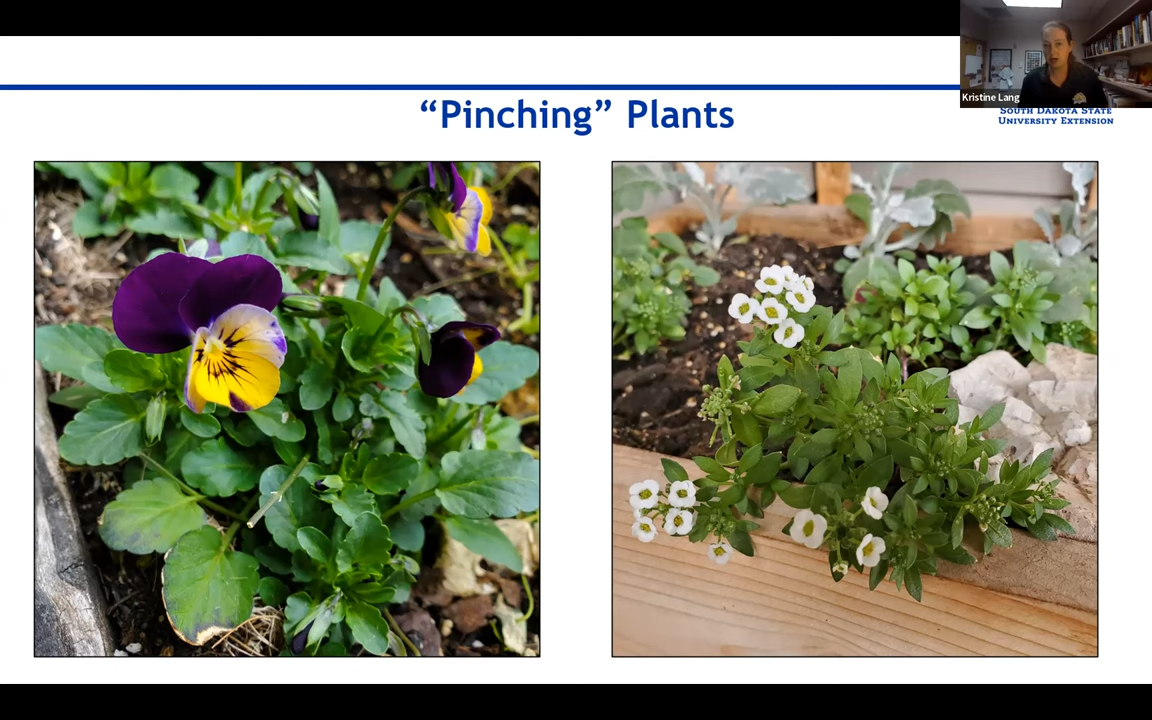 Kristine Lang
“Pinching” Plants
South Dakota State
University Extension